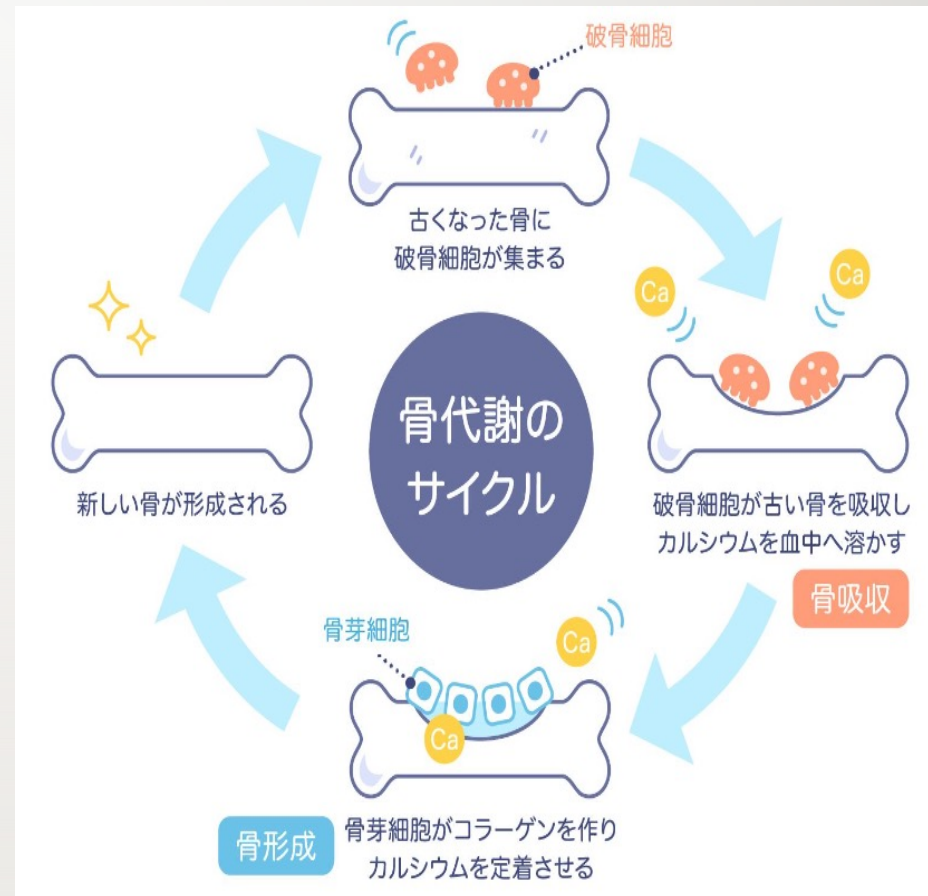 破骨細胞
古くなった骨に
破骨細胞が集まる
Ca
Ca
破骨細胞が古い骨を吸収し
カルシウムを血中へ溶かす
骨吸収
骨代謝の
サイクル
新しい骨が形成される
骨芽細胞
Ca
Ca
骨形成
骨芽細胞がコラーゲンを作り
カルシウムを定着させる